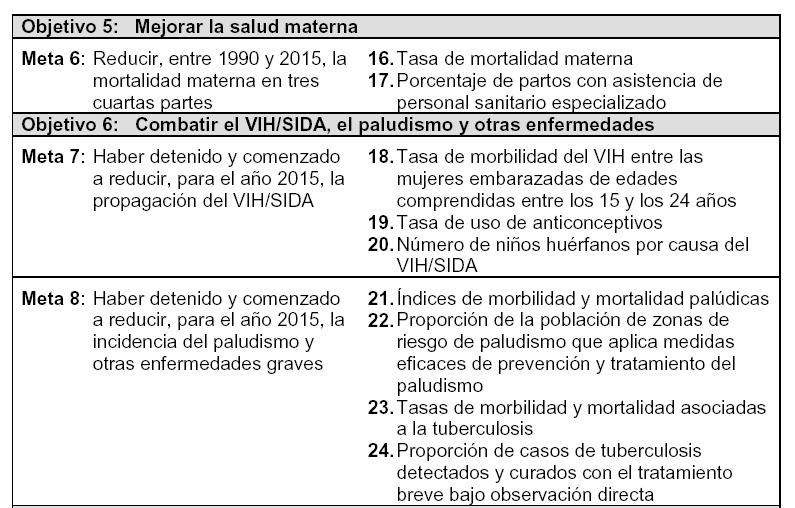 Objetivo 5: Mejorar la salud materna
Meta 6: Reducir, entre 1990 y 2015, la
mortalidad materna en tres
cuartas partes
16. Tasa de mortalidad materna
17. Porcentaje de partos con asistencia de
personal sanitario especializado
Objetivo 6: Combatir el VIH/SIDA, el paludismo y otras enfermedades
Meta 7: Haber detenido y comenzado
a reducir, para el año 2015, la
propagación del VIH/SIDA
18. Tasa de morbilidad del VIH entre las
mujeres embarazadas de edades
comprendidas entre los 15 y los 24 años
19. Tasa de uso de anticonceptivos
20. Número de niños huérfanos por causa del
VIH/SIDA
Meta 8: Haber detenido y comenzado
a reducir, para el año 2015, la
incidencia del paludismo y
otras enfermedades graves
21. Índices de morbilidad y mortalidad palúdicas
22. Proporción de la población de zonas de
riesgo de paludismo que aplica medidas
eficaces de prevención y tratamiento del
paludismo
23. Tasas de morbilidad y mortalidad asociadas
a la tuberculosis
24. Proporción de casos de tuberculosis
detectados y curados con el tratamiento
breve bajo observación directa